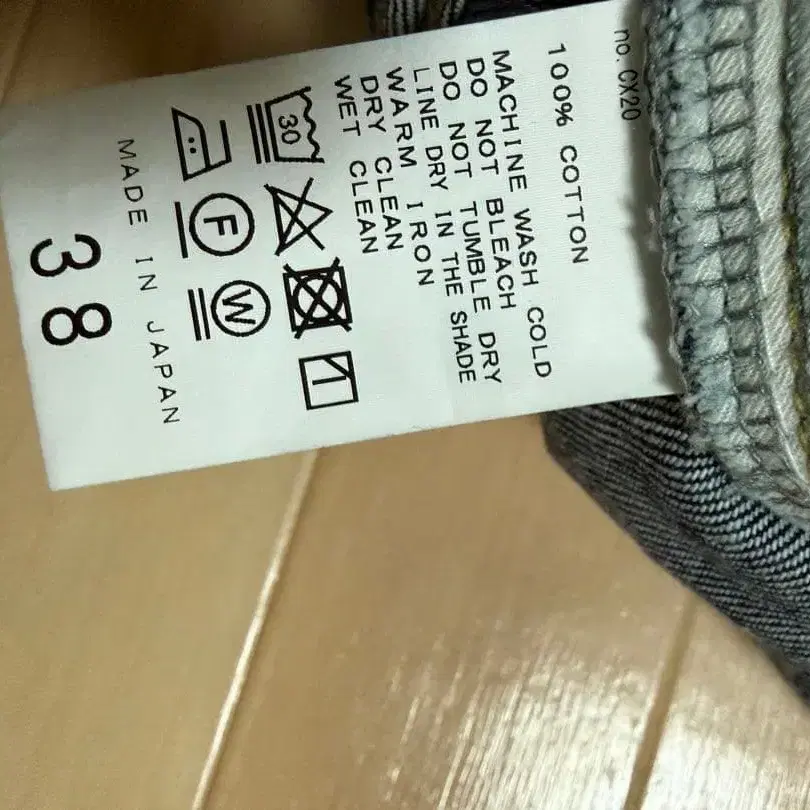 no. CX20
100% COTTON
MACHINE WASH COLD
DO NOT BLEACH
DO NOT TUMBLE DRY
LINE DRY IN THE SHADE
WARM IRON
DRY CLEAN
WET CLEAN
30
F W
MADE IN JAPAN
38